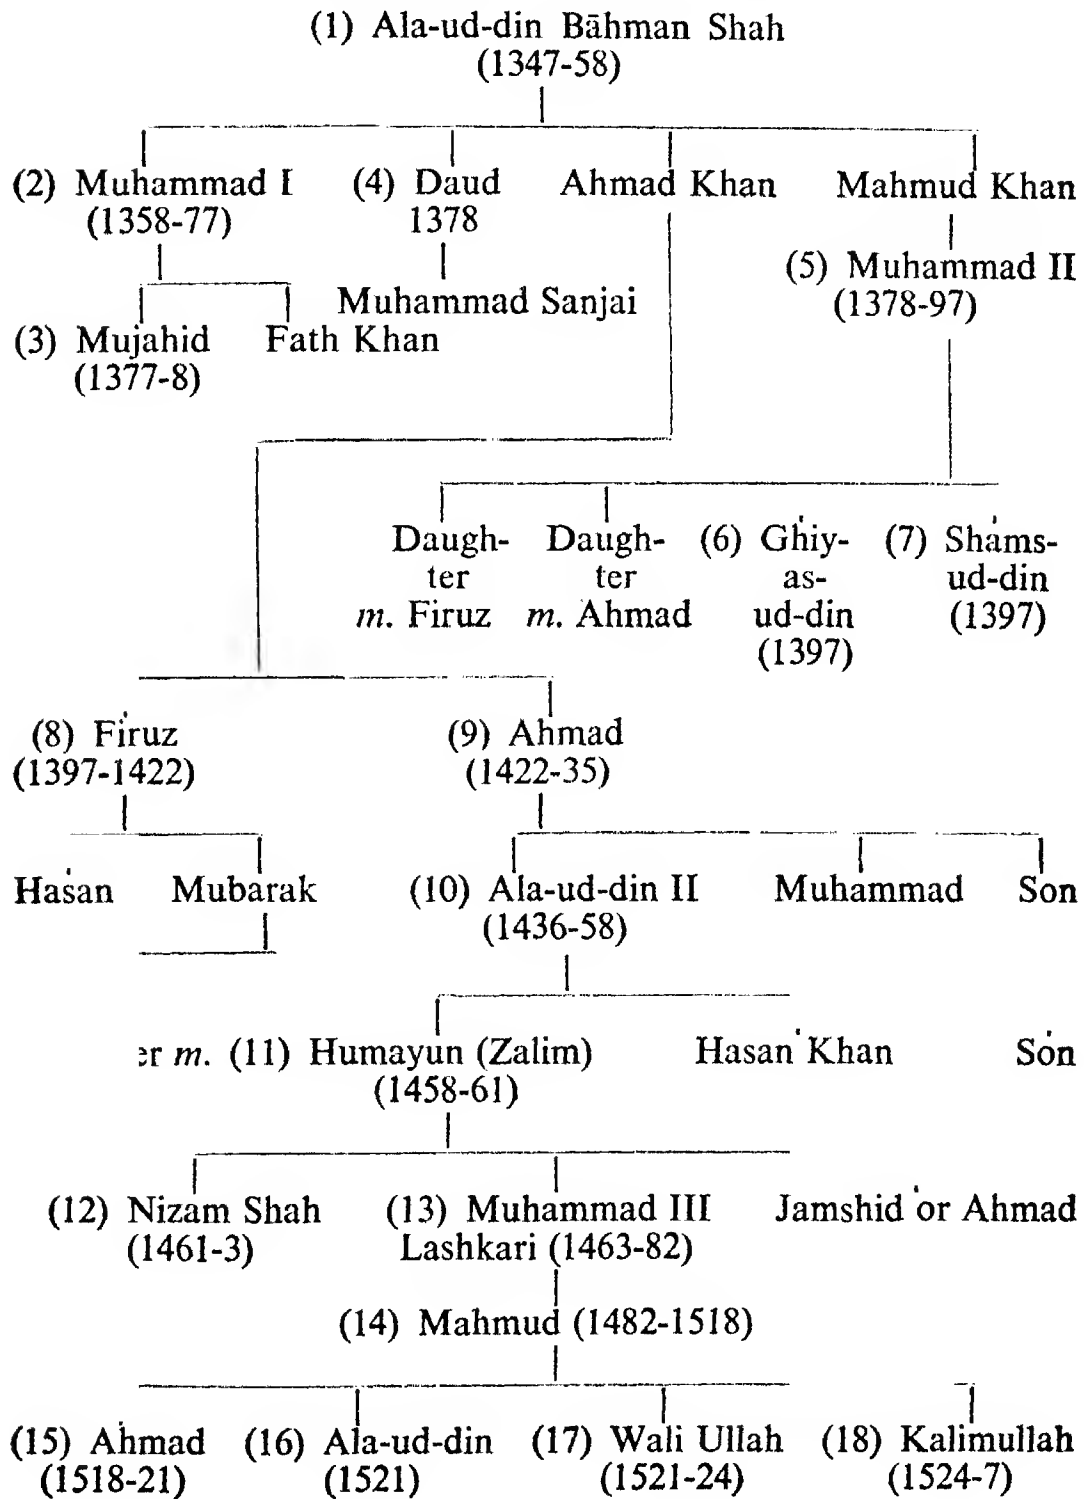 (1) Ala-ud-din Bāhman Shah
(1347-58)
(2) Muhammad I (4) Daud Ahmad Khan Mahmud Khan
(1358-77) 1378
(5) Muhammad II
(1378-97)
Muhammad Sanjai
(3) Mujahid Fath Khan
(1377-8)
Daugh- Daugh- (6) Ghiy- (7) Shams-
ter ter as- ud-din
m. Firuz m. Ahmad ud-din (1397)
(1397)
(8) Firuz (9) Ahmad
(1397-1422) (1422-35)
Hasan Mubarak (10) Ala-ud-din II Muhammad Son
(1436-58)
er m. (11) Humayun (Zalim) Hasan Khan Son
(1458-61)
(12) Nizam Shah (13) Muhammad III Jamshid or Ahmad
(1461-3) Lashkari (1463-82)
(14) Mahmud (1482-1518)
(15) Ahmad (16) Ala-ud-din (17) Wali Ullah (18) Kalimullah
(1518-21) (1521) (1521-24) (1524-7)